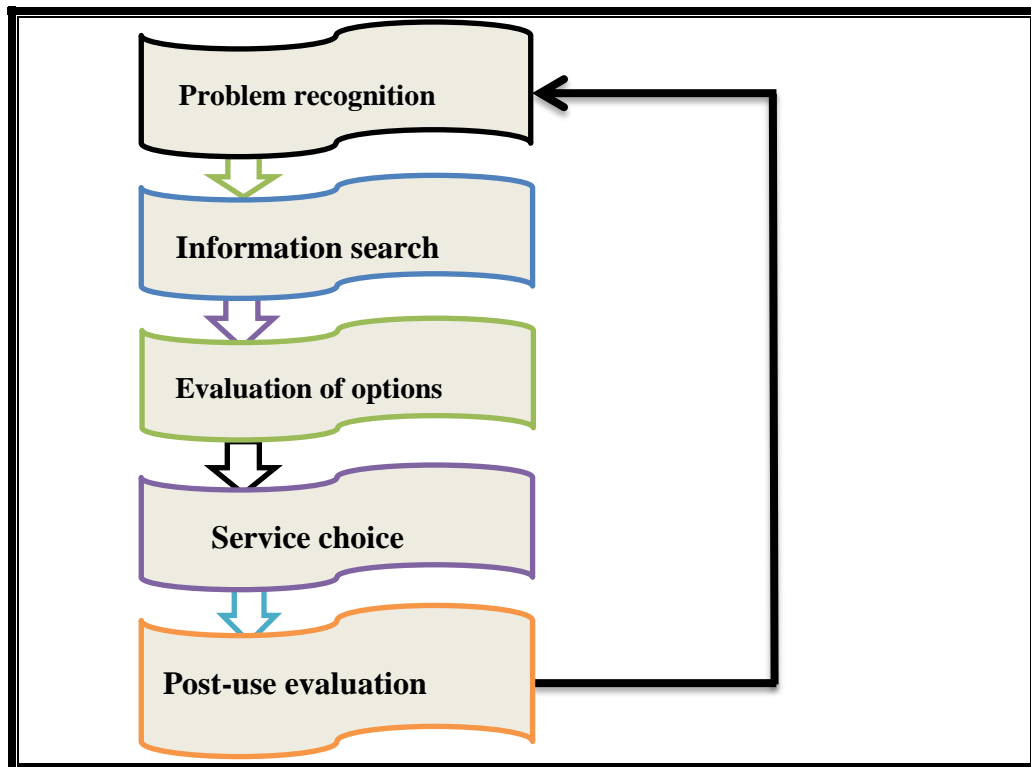 Problem recognition
Information search
Evaluation of options
Service choice
Post-use evaluation